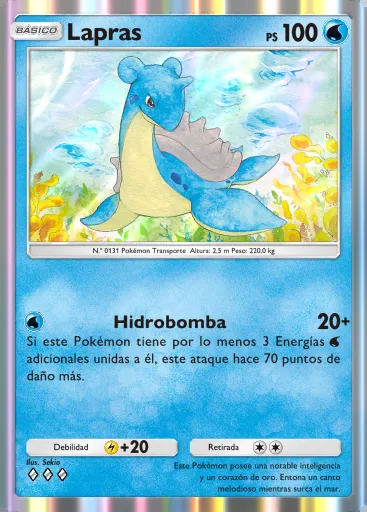 BÁSICO Lapras PS 100
N.º 0131 Pokémon Transporte Altura: 2,5 m Peso: 220,0 kg
Hidrobomba 20+
Si este Pokémon tiene por lo menos 3 Energías
adicionales unidas a él, este ataque hace 70 puntos de
daño más.
Debilidad +20 Retirada
Ilus. Sekio
Este Pokémon posee una notable inteligencia
y un corazón de oro. Entona un canto
melodioso mientras surca el mar.